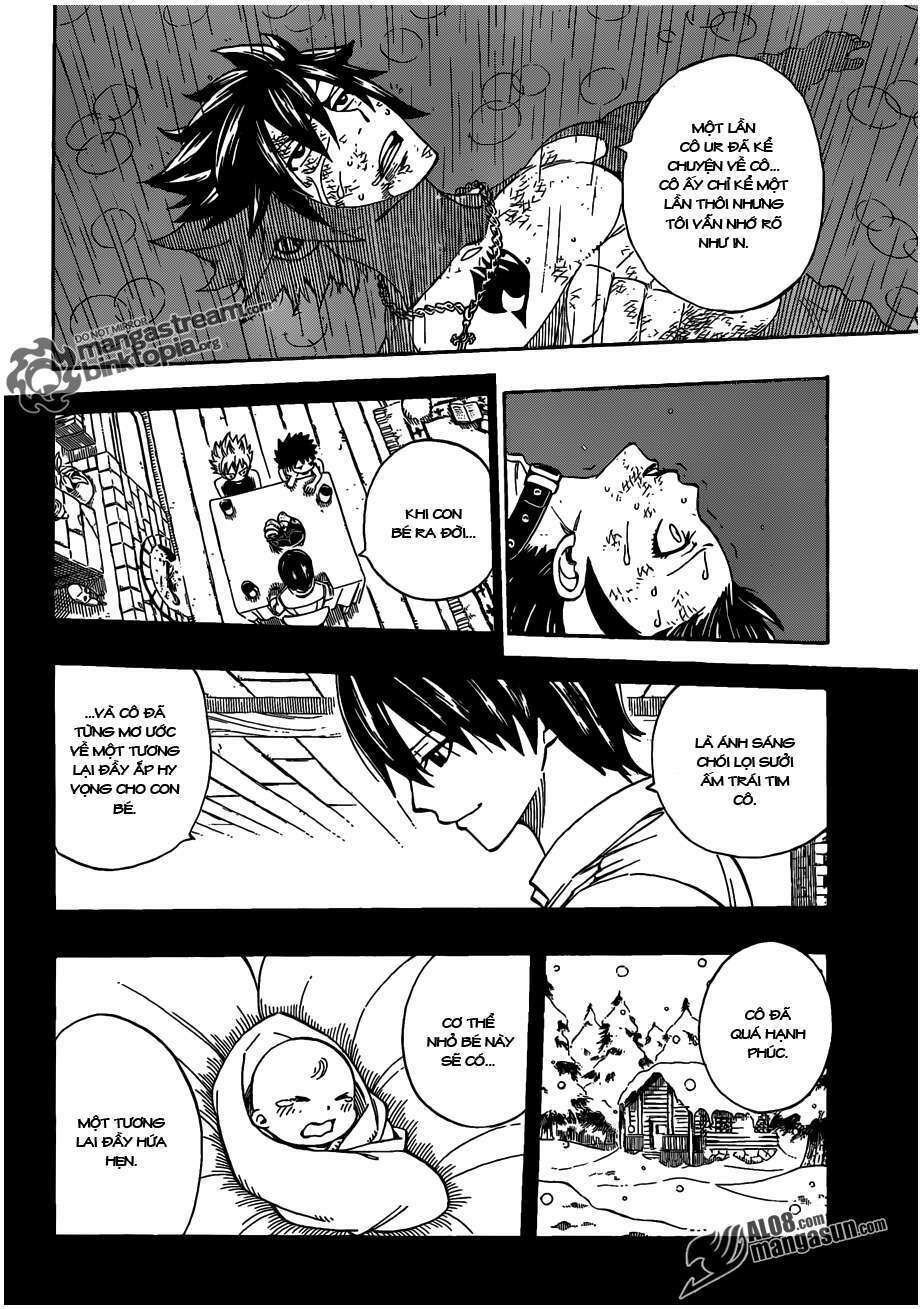 MỘT LẦN
CÔ UR ĐÃ KỂ
CHUYỆN VỀ CÔ...
CÔ ẤY CHỈ KỂ MỘT
LẦN THÔI NHƯNG
TÔI VẪN NHỚ RÕ
NHƯ IN.
DO NOT MIRROR
mangastream.com
binktopia.org
KHI CON
BÉ RA ĐỜI...
LÀ ÁNH SÁNG
CHÓI LỌI SƯỞI
ẤM TRÁI TIM
CÔ.
...VÀ CÔ ĐÃ
TỪNG MƠ ƯỚC
VỀ MỘT TƯƠNG
LẠI ĐẦY ẮP HY
VỌNG CHO CON
BÉ.
CÔ ĐÃ
QUÁ HẠNH
PHÚC.
CƠ THỂ
NHỎ BÉ NÀY
SẼ CÓ...
MỘT TƯƠNG
LAI ĐẦY HỨA
HẸN.
AL08.com
mangasun.com